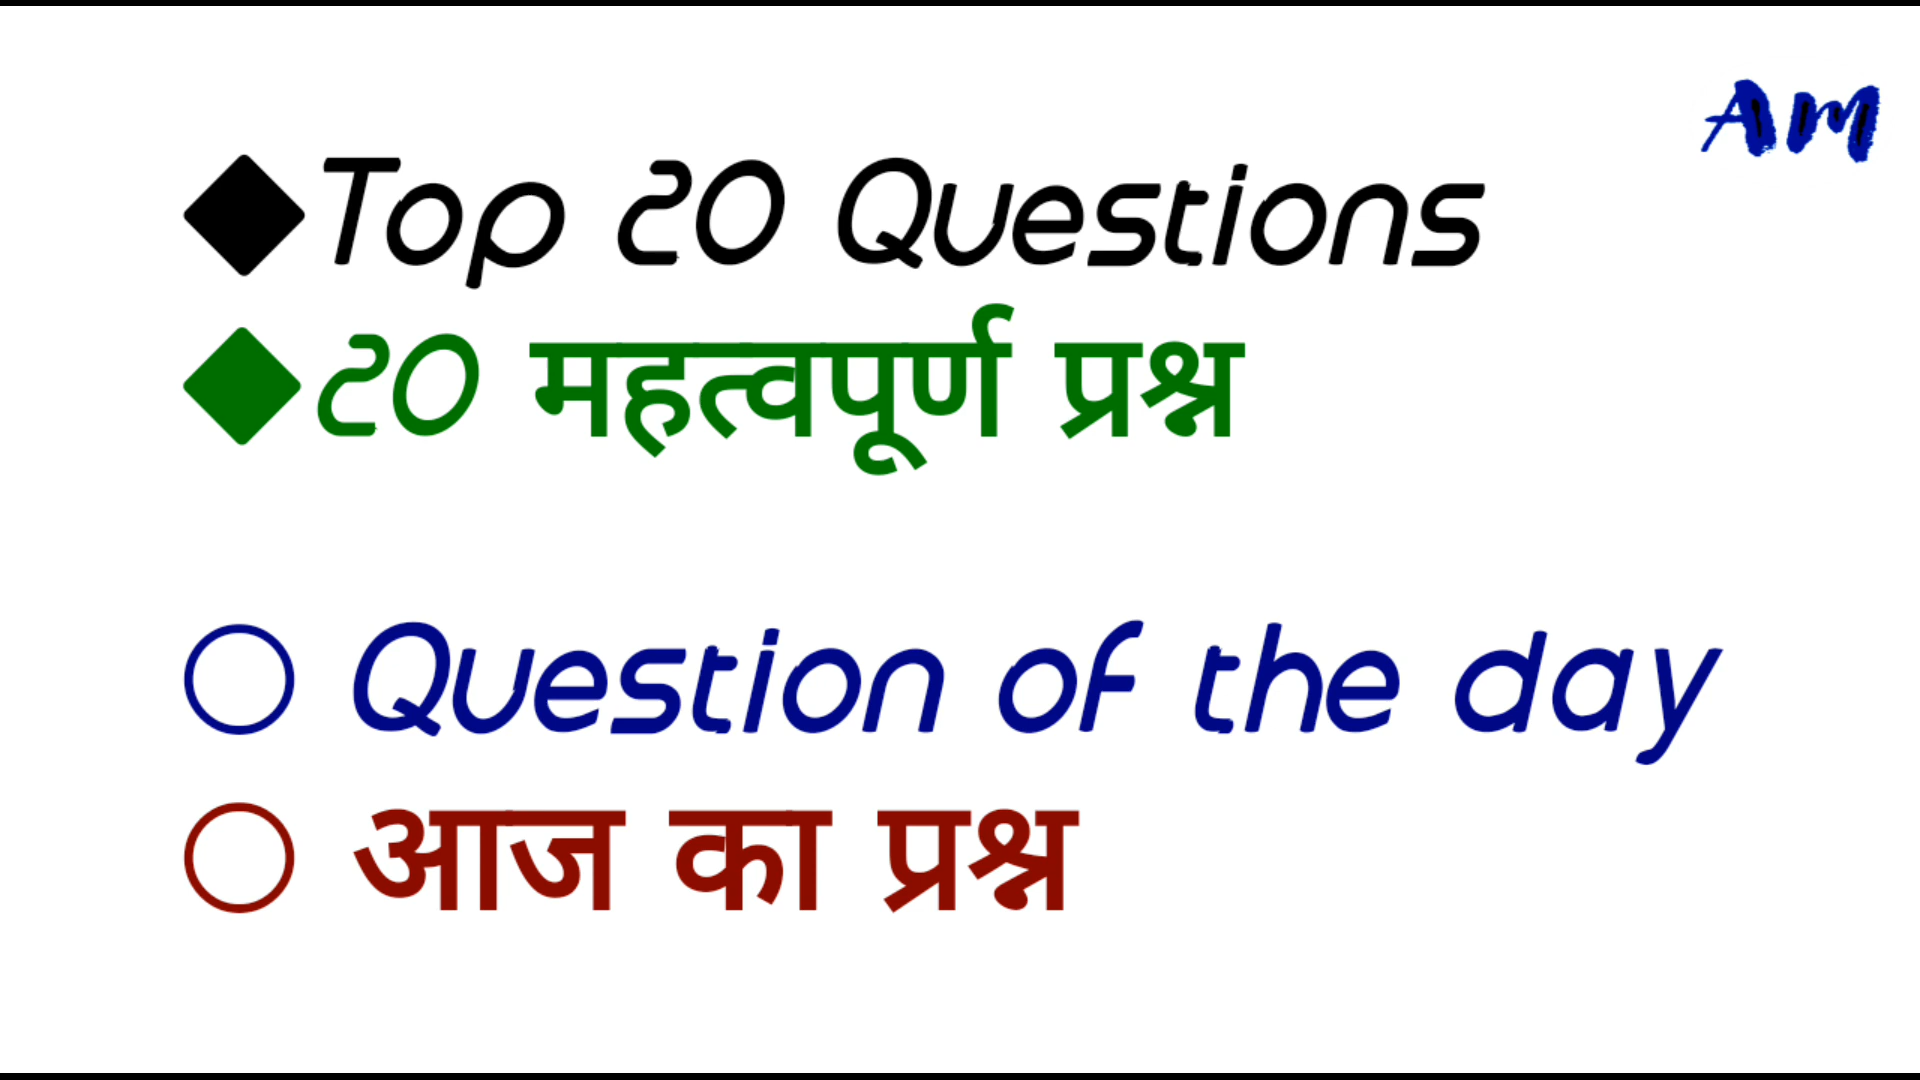 AM
◆Top 20 Questions
◆20 महत्वपूर्ण प्रश्न
○ Question of the day
○ आज का प्रश्न